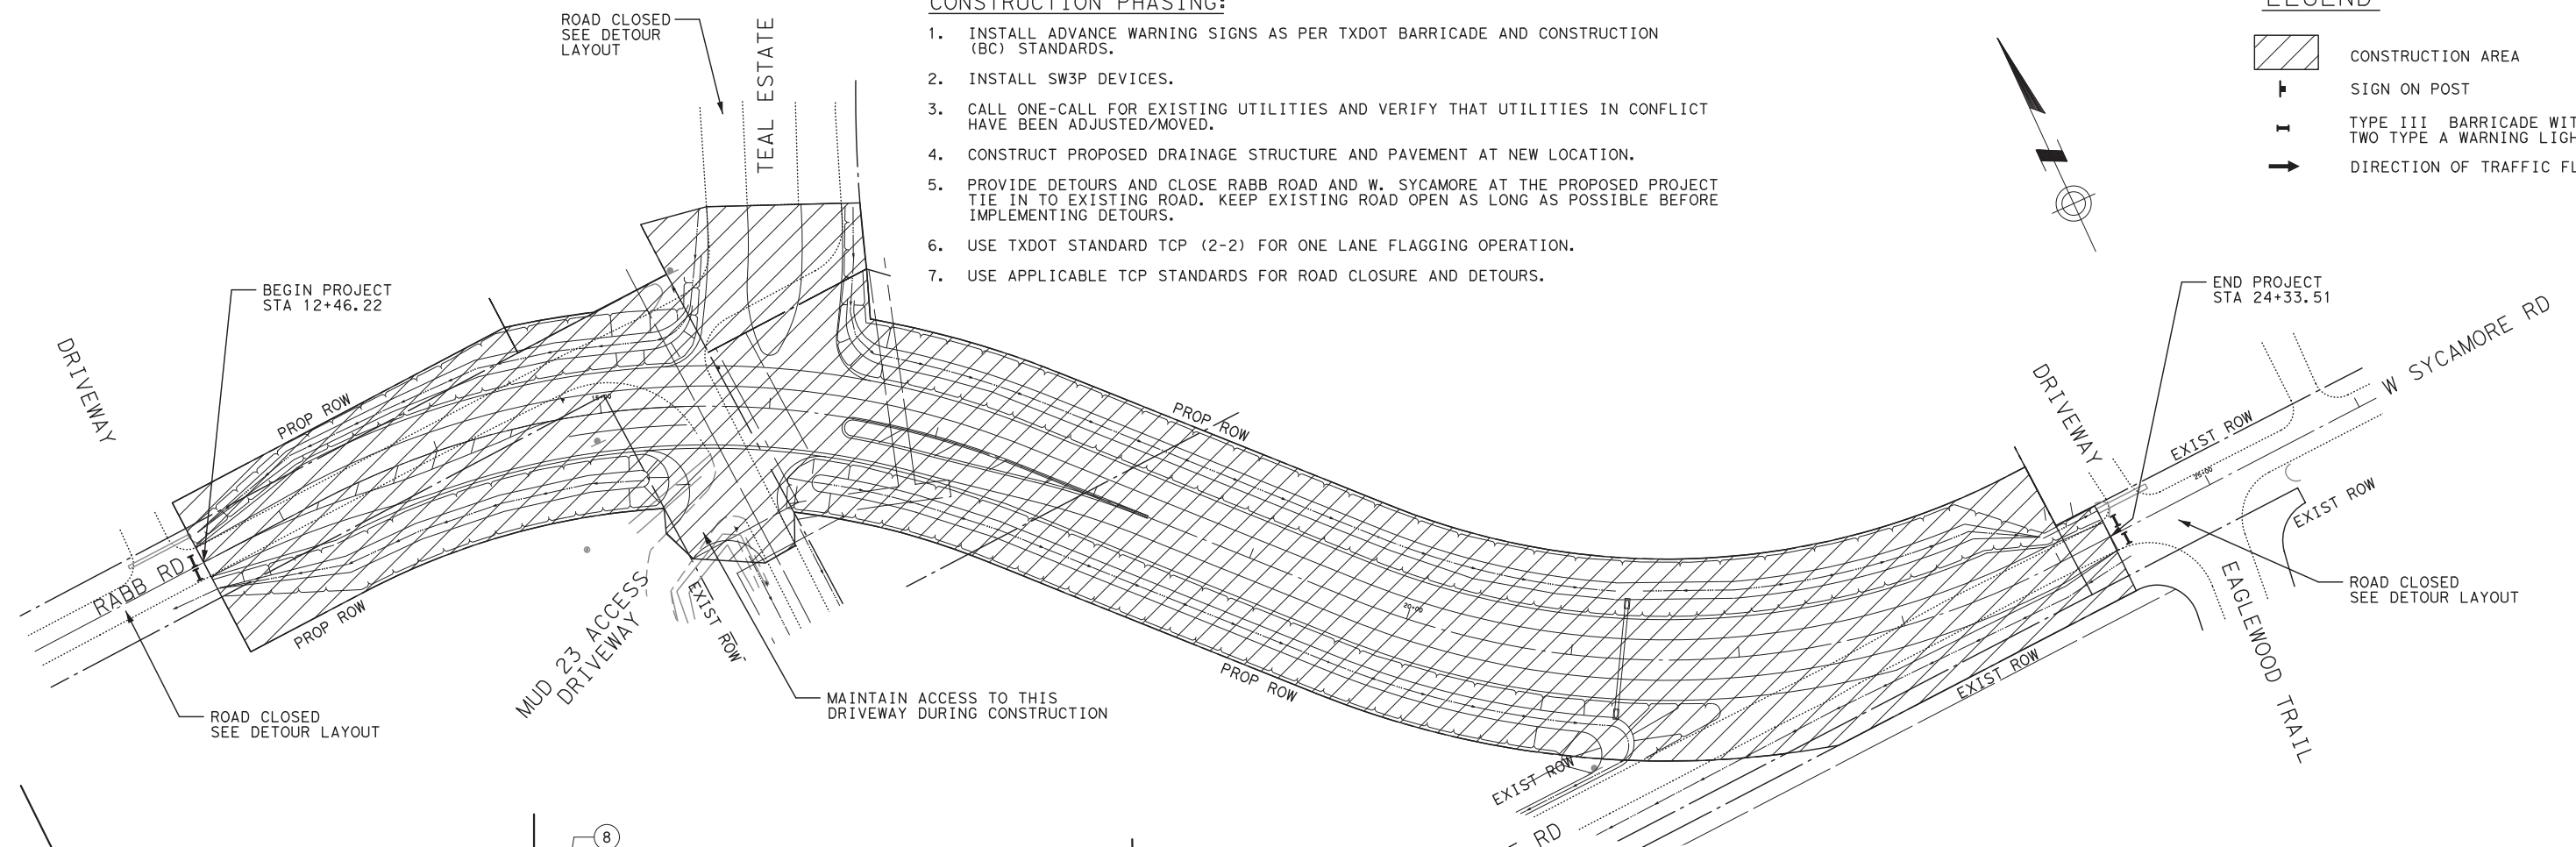 CONSTRUCTION PHASING:
1. INSTALL ADVANCE WARNING SIGNS AS PER TXDOT BARRICADE AND CONSTRUCTION
(BC) STANDARDS.
2. INSTALL SW3P DEVICES.
3. CALL ONE-CALL FOR EXISTING UTILITIES AND VERIFY THAT UTILITIES IN CONFLICT
HAVE BEEN ADJUSTED/MOVED.
4. CONSTRUCT PROPOSED DRAINAGE STRUCTURE AND PAVEMENT AT NEW LOCATION.
5. PROVIDE DETOURS AND CLOSE RABB ROAD AND W. SYCAMORE AT THE PROPOSED PROJECT
TIE IN TO EXISTING ROAD. KEEP EXISTING ROAD OPEN AS LONG AS POSSIBLE BEFORE
IMPLEMENTING DETOURS.
6. USE TXDOT STANDARD TCP (2-2) FOR ONE LANE FLAGGING OPERATION.
7. USE APPLICABLE TCP STANDARDS FOR ROAD CLOSURE AND DETOURS.
LEGEND
CONSTRUCTION AREA
SIGN ON POST
TYPE III BARRICADE WIT
TWO TYPE A WARNING LIGH
DIRECTION OF TRAFFIC FL
ROAD CLOSED
SEE DETOUR
LAYOUT
TEAL ESTATE
BEGIN PROJECT
STA 12+46.22
DRIVEWAY
PROP ROW
RABB RD
PROP ROW
ROAD CLOSED
SEE DETOUR LAYOUT
MUD 23 ACCESS
DRIVEWAY
EXIST ROW
MAINTAIN ACCESS TO THIS
DRIVEWAY DURING CONSTRUCTION
PROP ROW
PROP ROW
20+00
END PROJECT
STA 24+33.51
DRIVEWAY
EXIST ROW
W SYCAMORE RD
25+00
EXIST ROW
ROAD CLOSED
SEE DETOUR LAYOUT
EAGLEWOOD TRAIL
EXIST ROW
EXIST ROW
RD
8